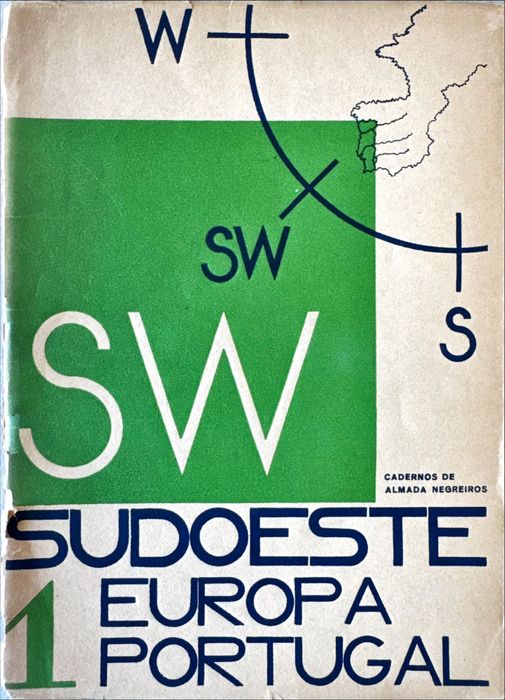 W
SW
S
SW
CADERNOS DE
ALMADA NEGREIROS
SUDOESTE
1 EUROPA
PORTUGAL